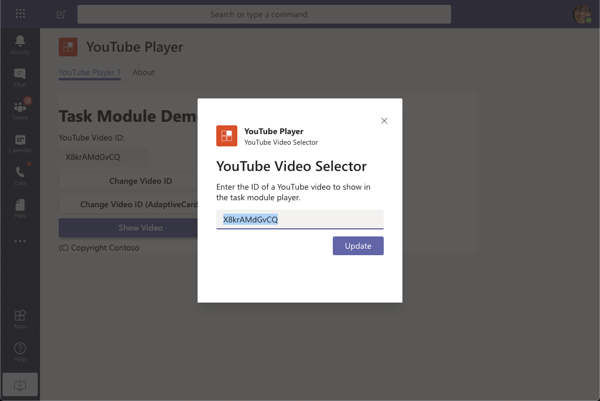 Search or type a command
Activity
Chat
Teams
Calendar
Calls
Files
Apps
Help
YouTube Player
YouTube Player 1
About
Task Module Dem
YouTube Video ID:
X8krAMdGvCQ
Change Video ID
Change Video ID (AdaptiveCard
Show Video
(C) Copyright Contoso
YouTube Player
YouTube Video Selector
YouTube Video Selector
Enter the ID of a YouTube video to show in
the task module player.
X8krAMdGvCQ
Update